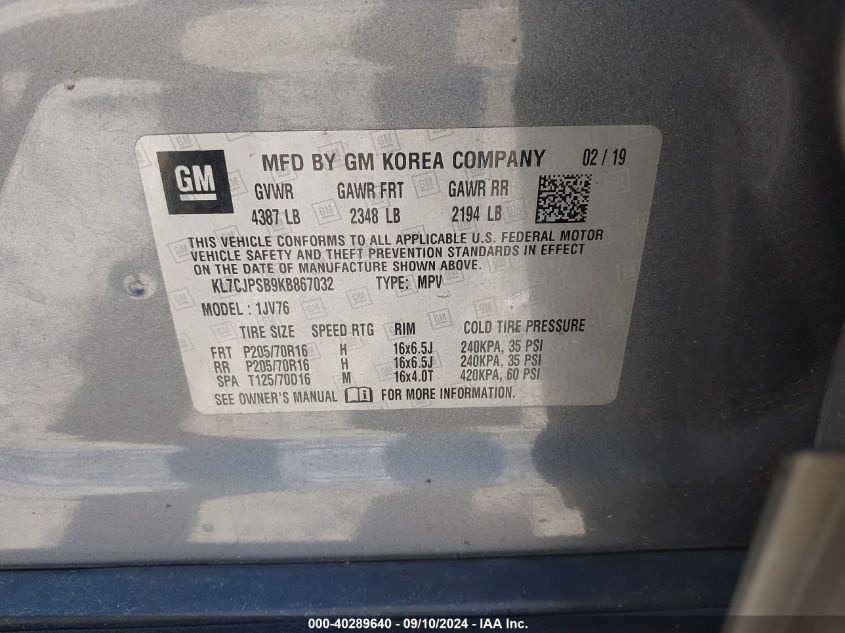 GM MFD BY GM KOREA COMPANY 02 / 19
GVWR GAWR FRT GAWR RR
4387 LB 2348 LB 2194 LB
THIS VEHICLE CONFORMS TO ALL APPLICABLE U.S. FEDERAL MOTOR
VEHICLE SAFETY AND THEFT PREVENTION STANDARDS IN EFFECT
ON THE DATE OF MANUFACTURE SHOWN ABOVE.
KL7CJPSB9KB867032 TYPE: MPV
MODEL : 1JV76
TIRE SIZE SPEED RTG RIM COLD TIRE PRESSURE
FRT P205/70R16 H 16x6.5J 240KPA, 35 PSI
RR P205/70R16 H 16x6.5J 240KPA, 35 PSI
SPA T125/70D16 M 16x4.0T 420KPA, 60 PSI
SEE OWNER'S MANUAL FOR MORE INFORMATION.
000-40289640 - 09/10/2024 - IAA Inc.